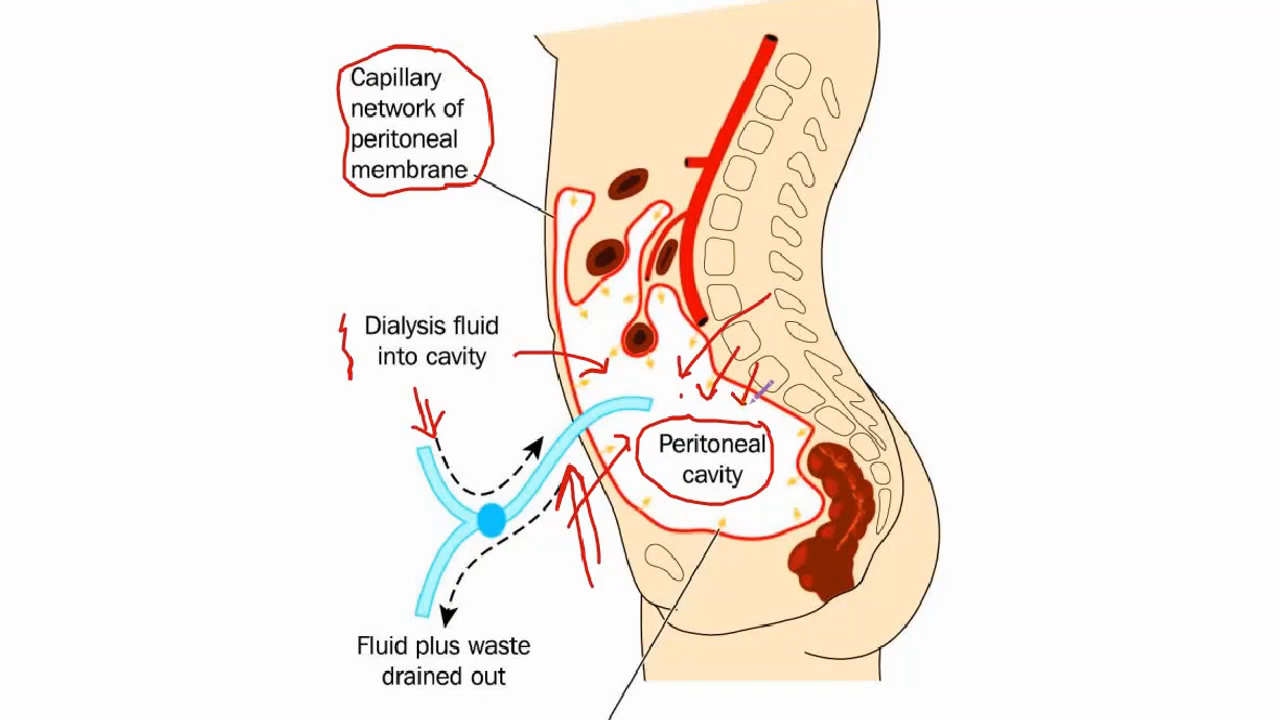 Capillary
network of
peritoneal
membrane
Dialysis fluid
into cavity
Peritoneal
cavity
Fluid plus waste
drained out